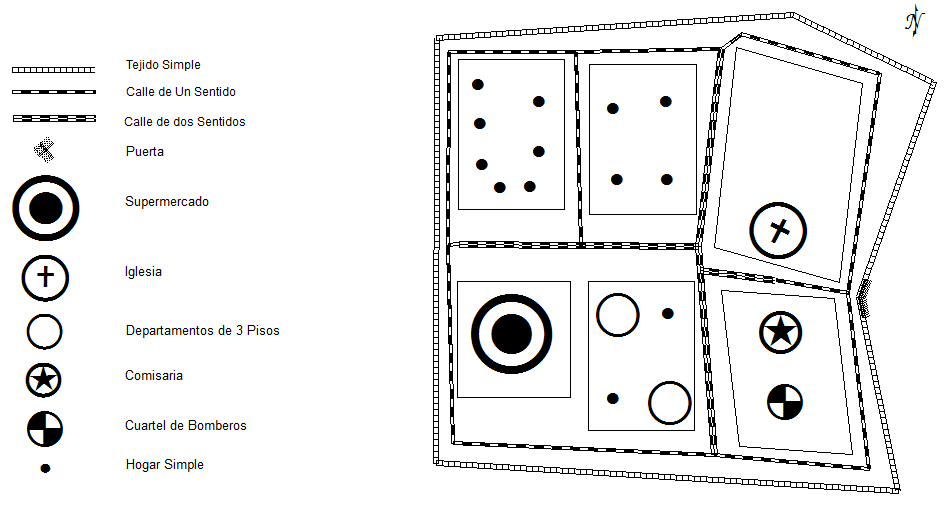 N
Tejido Simple
Calle de Un Sentido
Calle de dos Sentidos
Puerta
Supermercado
Iglesia
Departamentos de 3 Pisos
Comisaria
Cuartel de Bomberos
Hogar Simple